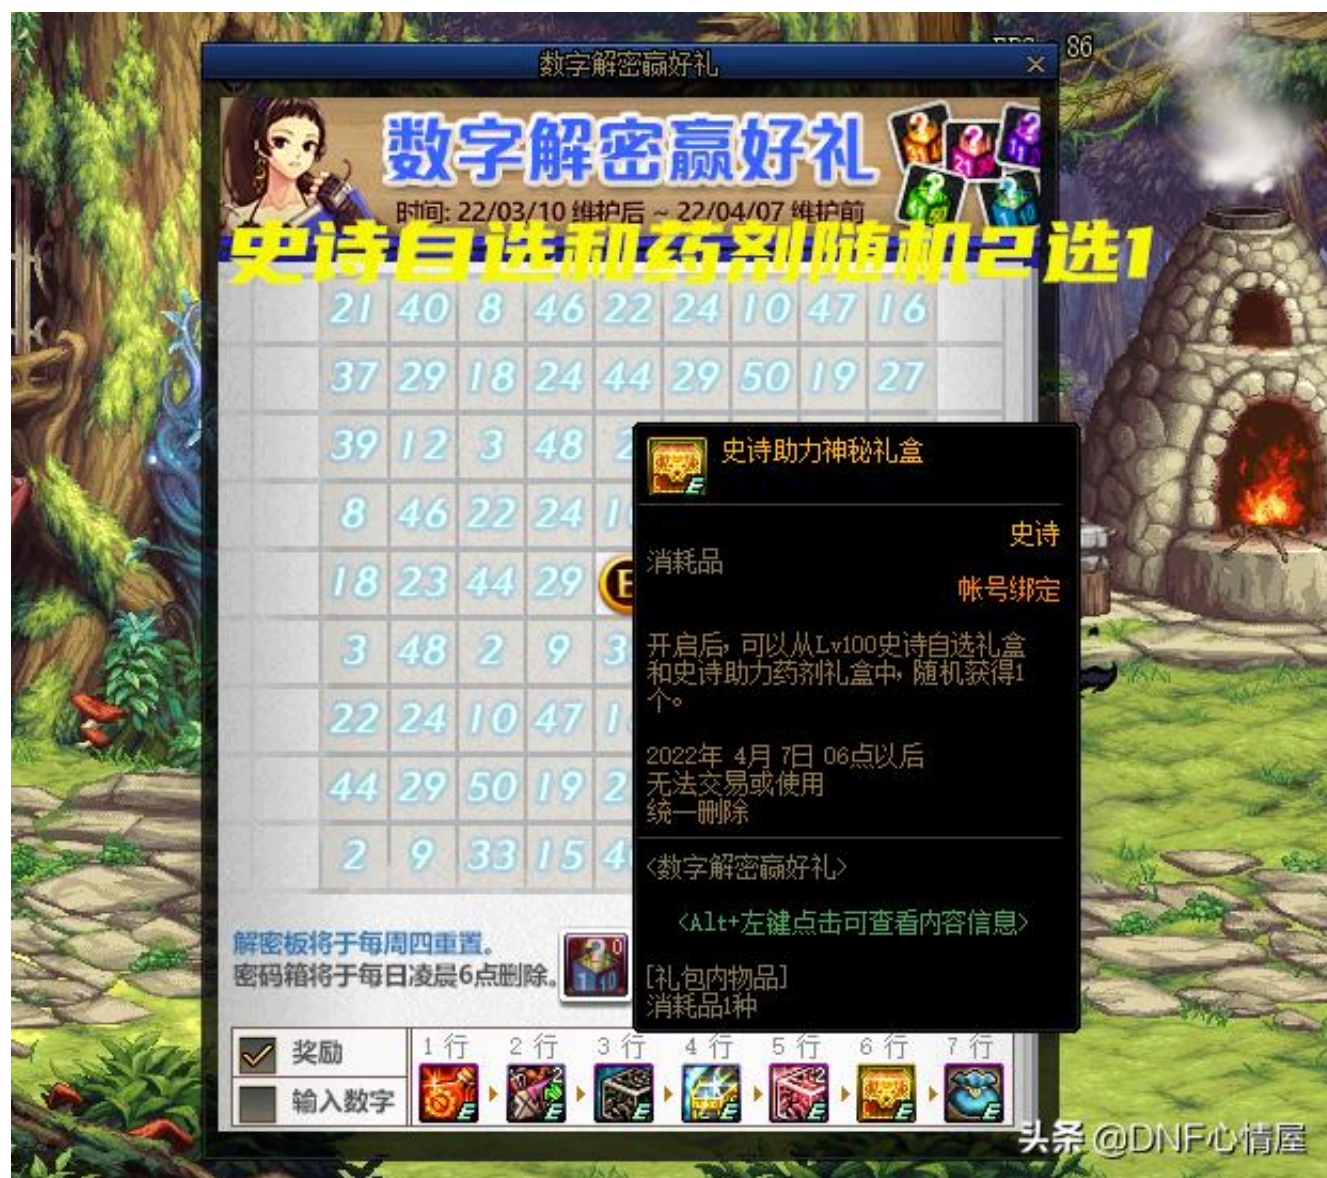 86
数字解密赢好礼
数字解密赢好礼
时间: 22/03/10 维护后 ~ 22/04/07 维护前
史诗自选和药剂随机2选1
21 40 8 46 22 24 10 47 16
37 29 18 24 44 29 50 19 27
39 12 3 48
8 46 22 24
18 23 44 29
3 48 2 9
22 24 10 47
44 29 50 19
2 9 33 15
史诗助力神秘礼盒
史诗
消耗品
帐号绑定
开启后, 可以从Lv100史诗自选礼盒
和史诗助力药剂礼盒中, 随机获得1
个。
2022年 4月 7日 06点以后
无法交易或使用
统一删除
<数字解密赢好礼>
<Alt+左键点击可查看内容信息>
[礼包内物品]
消耗品1种
解密板将于每周四重置。
密码箱将于每日凌晨6点删除。
0
奖励
1 行 2 行 3 行 4 行 5 行 6 行 7 行
输入数字
头条 @DNF心情屋